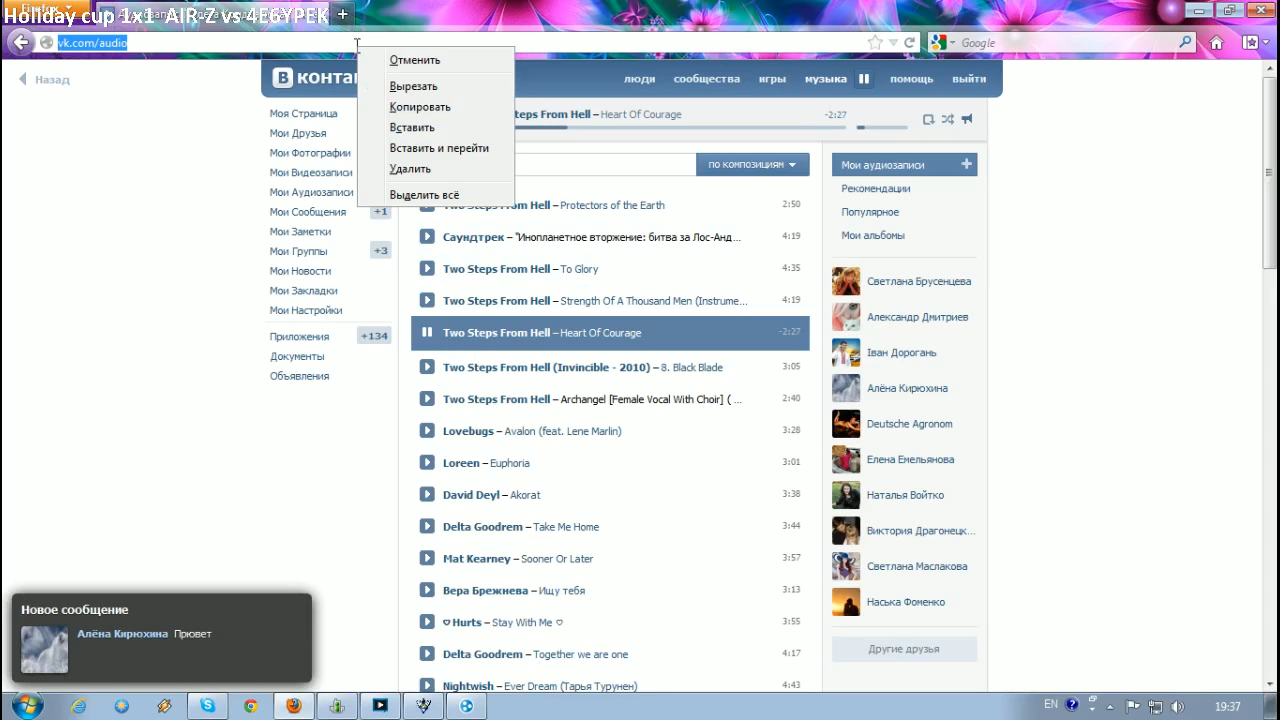 Holiday cup 1x1 AIR-Z vs 4E6YPEK
vk.com/audio
Google
Назад
В конта
люди
сообщества
игры
музыка
помощь
выйти
Отменить
Вырезать
Копировать
Вставить
Вставить и перейти
Удалить
Выделить всё
teps From Hell – Heart Of Courage
-2:27
по композициям
Моя Страница
Мои Друзья
Мои Фотографии
Мои Видеозаписи
Мои Аудиозаписи
Мои Сообщения +1
Мои Заметки
Мои Группы +3
Мои Новости
Мои Закладки
Мои Настройки
Приложения +134
Документы
Объявления
Two Steps From Hell – Protectors of the Earth 2:50
Саундтрек – "Инопланетное вторжение: битва за Лос-Анд... 4:19
Two Steps From Hell – To Glory 4:35
Two Steps From Hell – Strength Of A Thousand Men (Instrume... 4:19
Two Steps From Hell – Heart Of Courage -2:27
Two Steps From Hell (Invincible - 2010) – 8. Black Blade 3:05
Two Steps From Hell – Archangel [Female Vocal With Choir] ( ... 2:40
Lovebugs – Avalon (feat. Lene Marlin) 3:28
Loreen – Euphoria 3:01
David Deyl – Akorat 3:38
Delta Goodrem – Take Me Home 3:44
Mat Kearney – Sooner Or Later 3:57
Вера Брежнева – Ищу тебя 3:13
♡ Hurts – Stay With Me ♡ 3:55
Delta Goodrem – Together we are one 4:17
Nightwish – Ever Dream (Тарья Турунен) 4:43
Мои аудиозаписи +
Рекомендации
Популярное
Мои альбомы
Светлана Брусенцева
Александр Дмитриев
Іван Дорогань
Алёна Кирюхина
Deutsche Agronom
Елена Емельянова
Наталья Войтко
Виктория Драгонецк...
Светлана Маслакова
Наська Фоменко
Другие друзья
Новое сообщение
Алёна Кирюхина Прювет
EN
19:37